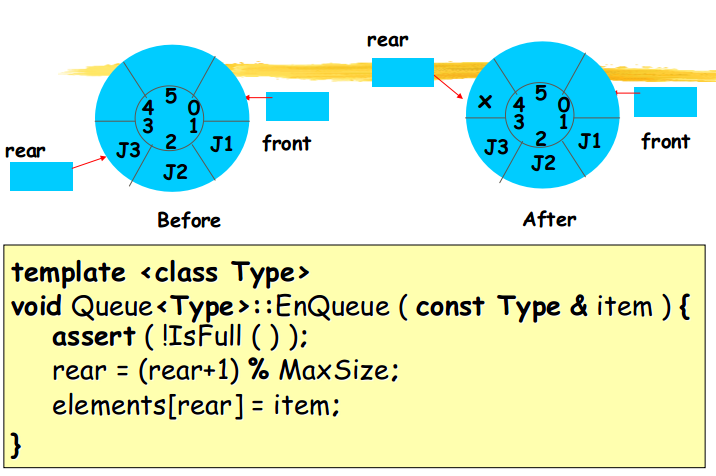 rear
5
4 0
3 1
2
J3 J1
J2
front
rear
Before
x
5
4 0
3 1
2
J3 J1
J2
front
After
template <class Type>
void Queue<Type>::EnQueue ( const Type & item ) {
assert ( !IsFull ( ) );
rear = (rear+1) % MaxSize;
elements[rear] = item;
}